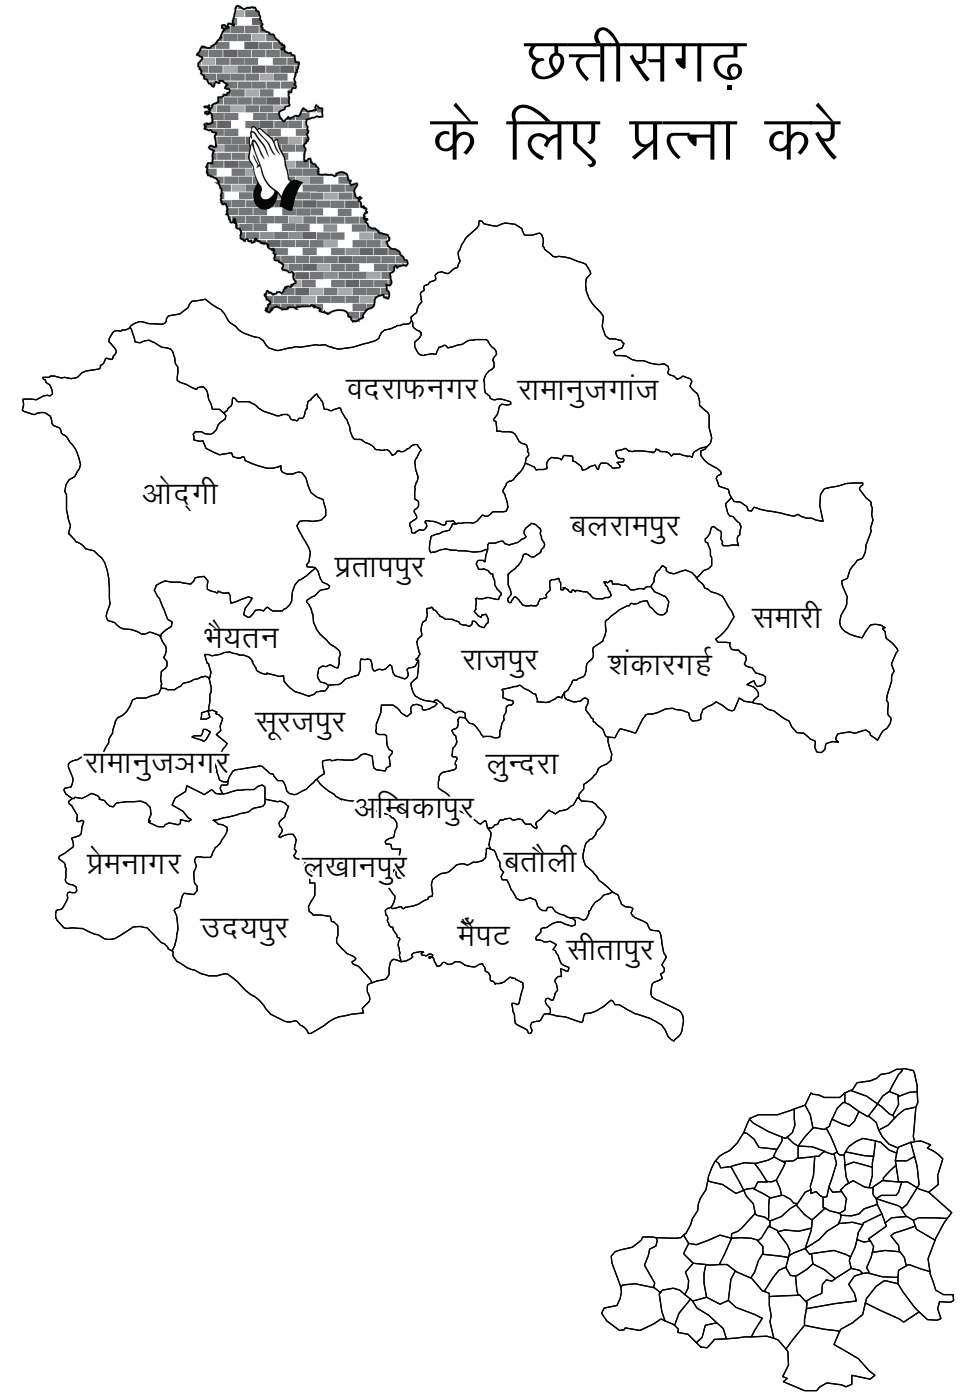 छत्तीसगढ़
के लिए प्रत्ना करे
वदराफनगर
रामानुजगांज
ओद्‌गी
बलरामपुर
प्रतापपुर
समारी
भैयतन
राजपुर
शंकारगर्ह
सूरजपुर
रामानुजञगर
लुन्दरा
अम्बिकापुर
प्रेमनागर
लखानपुर
बतौली
उदयपुर
मैंपट
सीतापुर